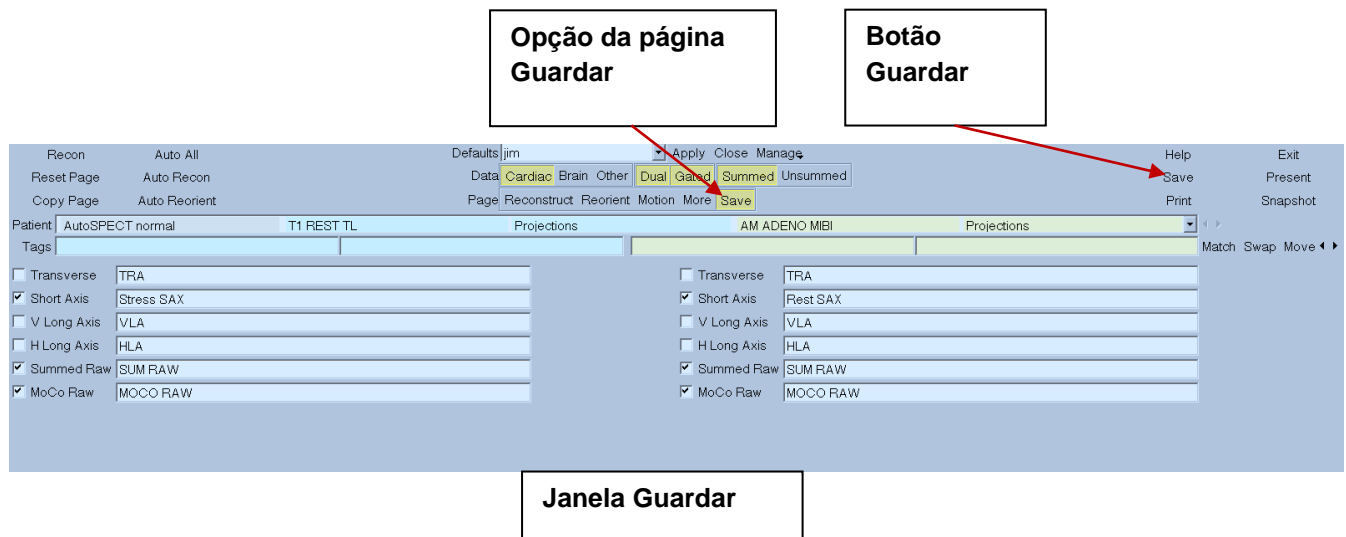 Opção da página
Guardar
Botão
Guardar
Recon Auto All Defaults jim Apply Close Manage Help Exit
Reset Page Auto Recon Data Cardiac Brain Other Dual Gated Summed Unsummed Save Present
Copy Page Auto Reorient Page Reconstruct Reorient Motion More Save Print Snapshot
Patient AutoSPECT normal T1 REST TL Projections AM ADENO MIBI Projections
Tags Match Swap Move
Transverse TRA Transverse TRA
Short Axis Stress SAX Short Axis Rest SAX
V Long Axis VLA V Long Axis VLA
H Long Axis HLA H Long Axis HLA
Summed Raw SUM RAW Summed Raw SUM RAW
MoCo Raw MOCO RAW MoCo Raw MOCO RAW
Janela Guardar